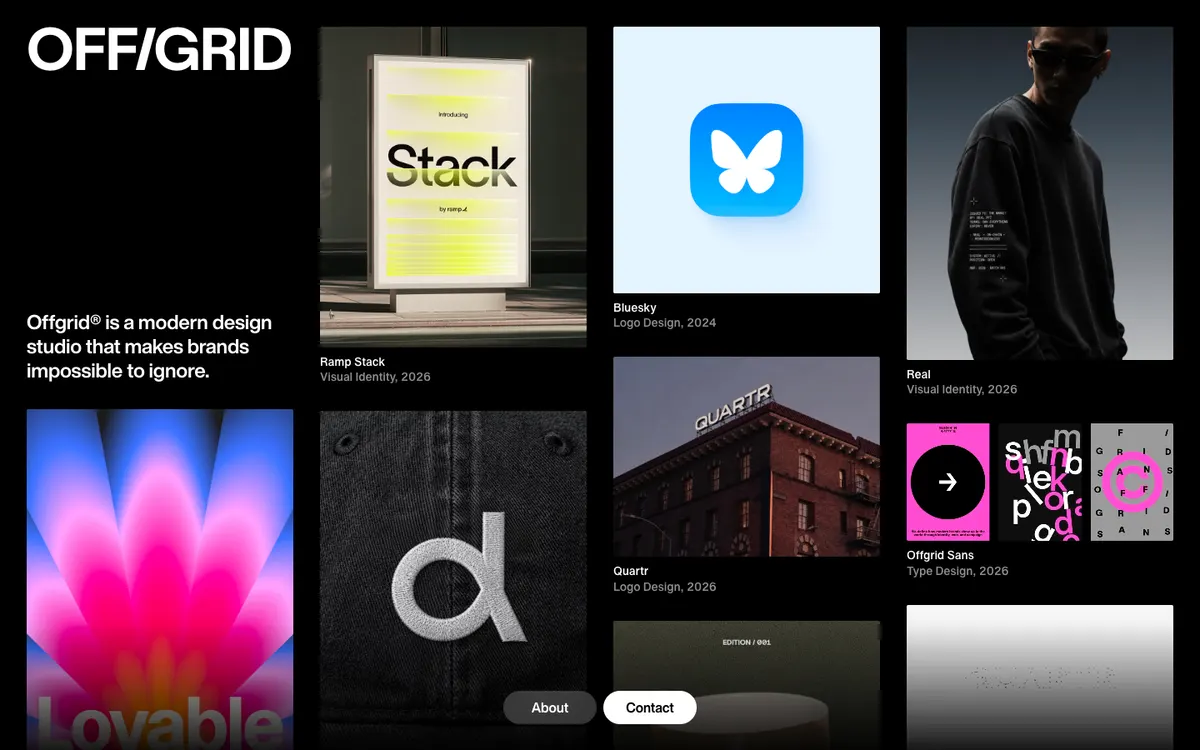 OFF/GRID
Offgrid® is a modern design
studio that makes brands
impossible to ignore.
Lovable
Introducing
Stack
by ramp
Ramp Stack
Visual Identity, 2026
Bluesky
Logo Design, 2024
QUARTR
Quartr
Logo Design, 2026
EDITION / 001
Real
Visual Identity, 2026
Offgrid Sans
Type Design, 2026
About
Contact